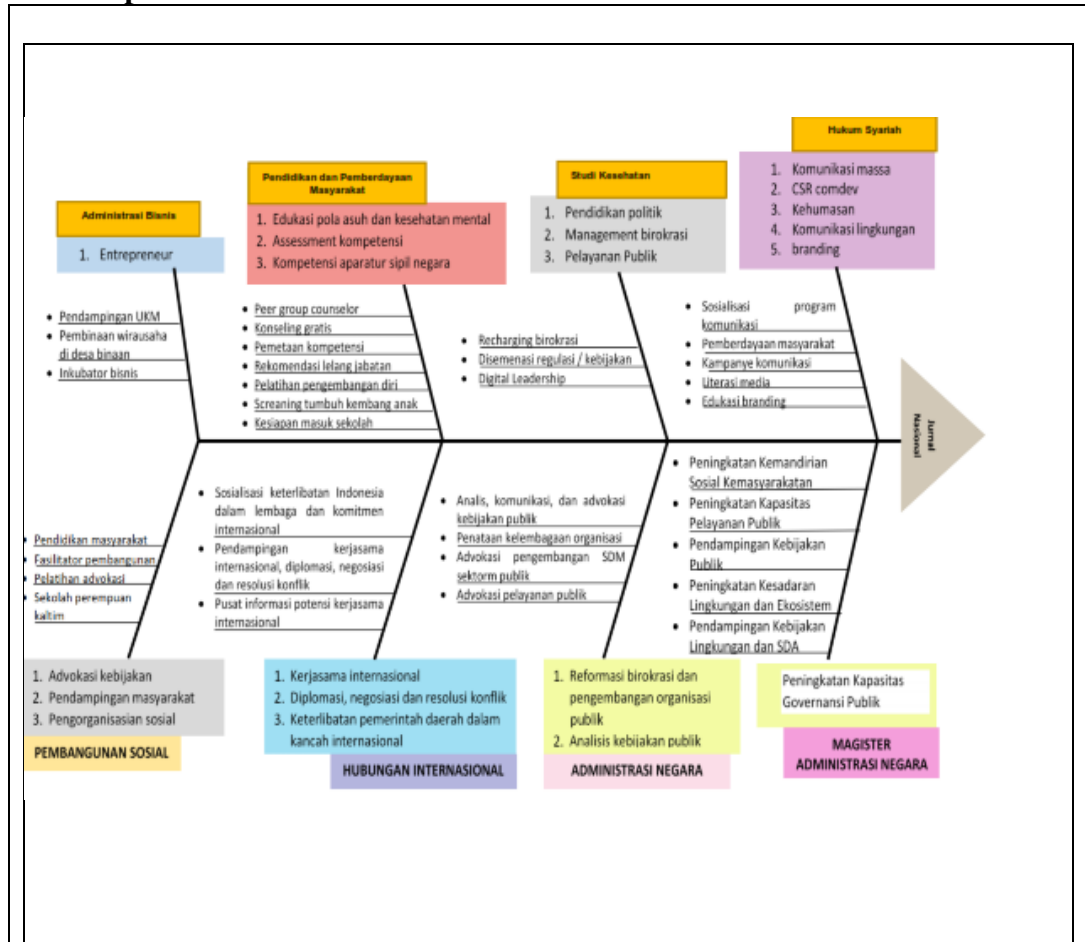 Hukum Syariah
1. Komunikasi massa
2. CSR comdev
3. Kehumasan
4. Komunikasi lingkungan
5. branding
Pendidikan dan Pemberdayaan
Masyarakat
1. Edukasi pola asuh dan kesehatan mental
2. Assessment kompetensi
3. Kompetensi aparatur sipil negara
Studi Kesehatan
1. Pendidikan politik
2. Management birokrasi
3. Pelayanan Publik
Administrasi Bisnis
1. Entrepreneur
• Pendampingan UKM
• Pembinaan wirausaha
di desa binaan
• Inkubator bisnis
• Peer group counselor
• Konseling gratis
• Pemetaan kompetensi
• Rekomendasi lelang jabatan
• Pelatihan pengembangan diri
• Screaning tumbuh kembang anak
• Kesiapan masuk sekolah
• Recharging birokrasi
• Disemenasi regulasi / kebijakan
• Digital Leadership
• Sosialisasi program
komunikasi
• Pemberdayaan masyarakat
• Kampanye komunikasi
• Literasi media
• Edukasi branding
Jurnal
Nasional
• Pendidikan masyarakat
• Fasilitator pembangunan
• Pelatihan advokasi
• Sekolah perempuan
kaltim
• Sosialisasi keterlibatan Indonesia
dalam lembaga dan komitmen
internasional
• Pendampingan kerjasama
internasional, diplomasi, negosiasi
dan resolusi konflik
• Pusat informasi potensi kerjasama
internasional
• Analis, komunikasi, dan advokasi
kebijakan publik
• Penataan kelembagaan organisasi
• Advokasi pengembangan SDM
sektorm publik
• Advokasi pelayanan publik
• Peningkatan Kemandirian
Sosial Kemasyarakatan
• Peningkatan Kapasitas
Pelayanan Publik
• Pendampingan Kebijakan
Publik
• Peningkatan Kesadaran
Lingkungan dan Ekosistem
• Pendampingan Kebijakan
Lingkungan dan SDA
1. Advokasi kebijakan
2. Pendampingan masyarakat
3. Pengorganisasian sosial
PEMBANGUNAN SOSIAL
1. Kerjasama internasional
2. Diplomasi, negosiasi dan resolusi konflik
3. Keterlibatan pemerintah daerah dalam
kancah internasional
HUBUNGAN INTERNASIONAL
1. Reformasi birokrasi dan
pengembangan organisasi
publik
2. Analisis kebijakan publik
ADMINISTRASI NEGARA
Peningkatan Kapasitas
Governansi Publik
MAGISTER
ADMINISTRASI NEGARA